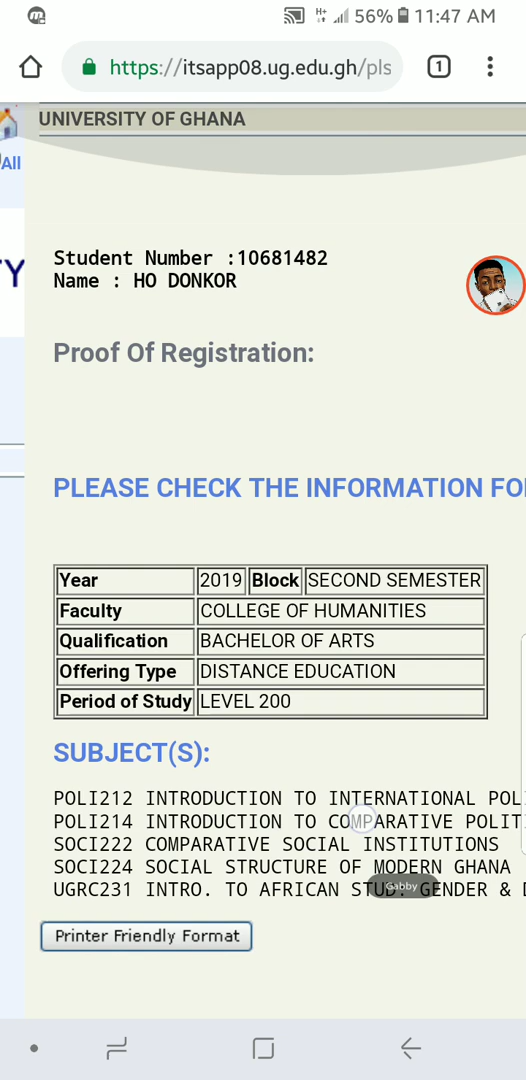 56% 11:47 AM
https://itsapp08.ug.edu.gh/pls
1
UNIVERSITY OF GHANA
All
Y
Student Number :10681482
Name : HO DONKOR
Proof Of Registration:
PLEASE CHECK THE INFORMATION FO
Year 2019 Block SECOND SEMESTER
Faculty COLLEGE OF HUMANITIES
Qualification BACHELOR OF ARTS
Offering Type DISTANCE EDUCATION
Period of Study LEVEL 200
SUBJECT(S):
POLI212 INTRODUCTION TO INTERNATIONAL POL
POLI214 INTRODUCTION TO COMPARATIVE POLIT
SOCI222 COMPARATIVE SOCIAL INSTITUTIONS
SOCI224 SOCIAL STRUCTURE OF MODERN GHANA
UGRC231 INTRO. TO AFRICAN STUD: GENDER &
Gabby
Printer Friendly Format